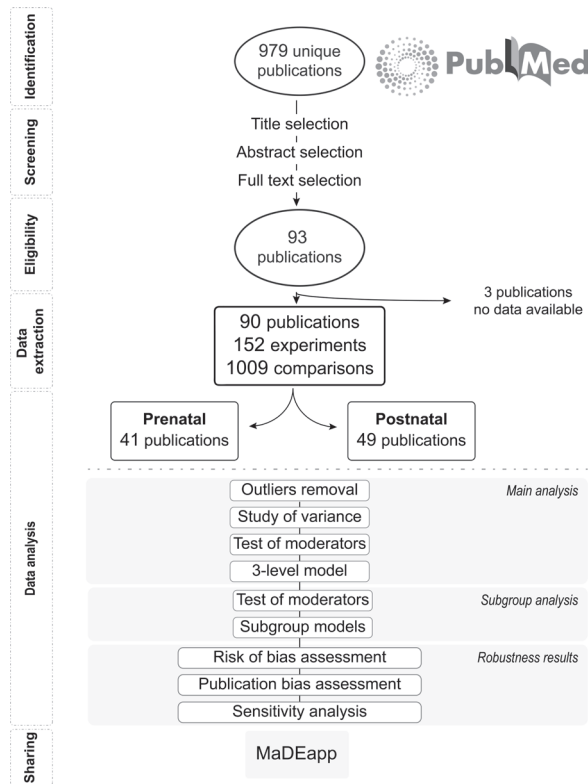 Identification
979 unique
publications
PubMed
Screening
Title selection
Abstract selection
Full text selection
Eligibility
93
publications
3 publications
no data available
Data
extraction
90 publications
152 experiments
1009 comparisons
Prenatal
41 publications
Postnatal
49 publications
Data analysis
Outliers removal
Main analysis
Study of variance
Test of moderators
3-level model
Test of moderators
Subgroup analysis
Subgroup models
Risk of bias assessment
Robustness results
Publication bias assessment
Sensitivity analysis
Sharing
MaDEapp